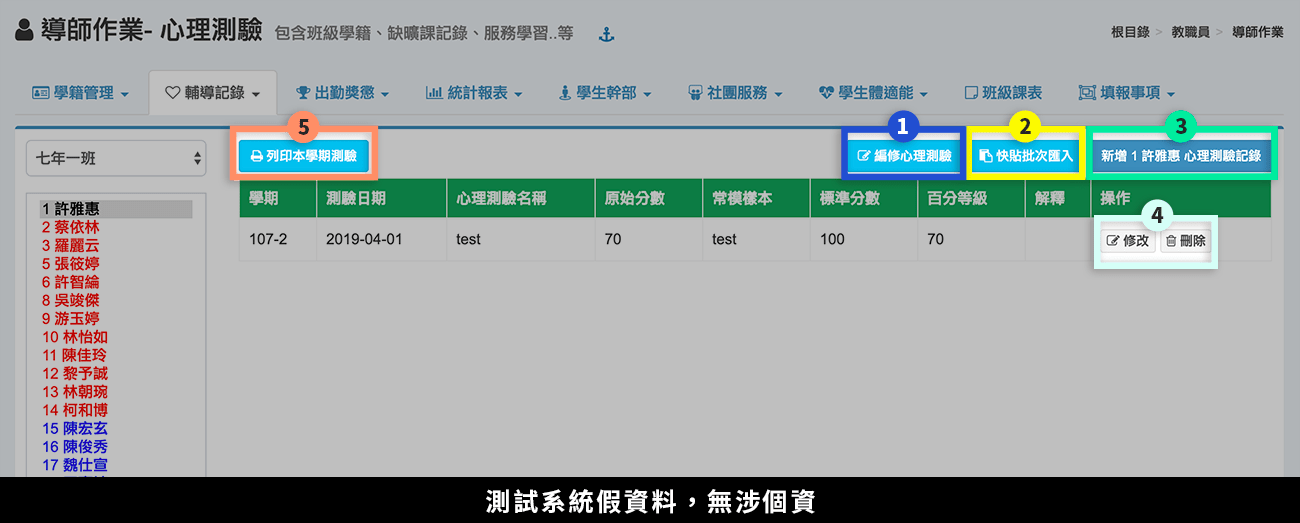 導師作業- 心理測驗 包含班級學籍、缺曠課記錄、服務學習..等
根目錄 > 教職員 > 導師作業
學籍管理 輔導記錄 出勤獎懲 統計報表 學生幹部 社團服務 學生體適能 班級課表 填報事項
5 1 2 3
七年一班 列印本學期測驗 編修心理測驗 快貼批次匯入 新增 1 許雅惠 心理測驗記錄
學期 測驗日期 心理測驗名稱 原始分數 常模樣本 標準分數 百分等級 解釋 操作
4
107-2 2019-04-01 test 70 test 100 70 修改 刪除
1 許雅惠
2 蔡依林
3 羅麗云
5 張筱婷
6 許智綸
8 吳竣傑
9 游玉婷
10 林怡如
11 陳佳玲
12 黎予誠
13 林朝琬
14 柯和博
15 陳宏玄
16 陳俊秀
17 魏仕宣
測試系統假資料，無涉個資